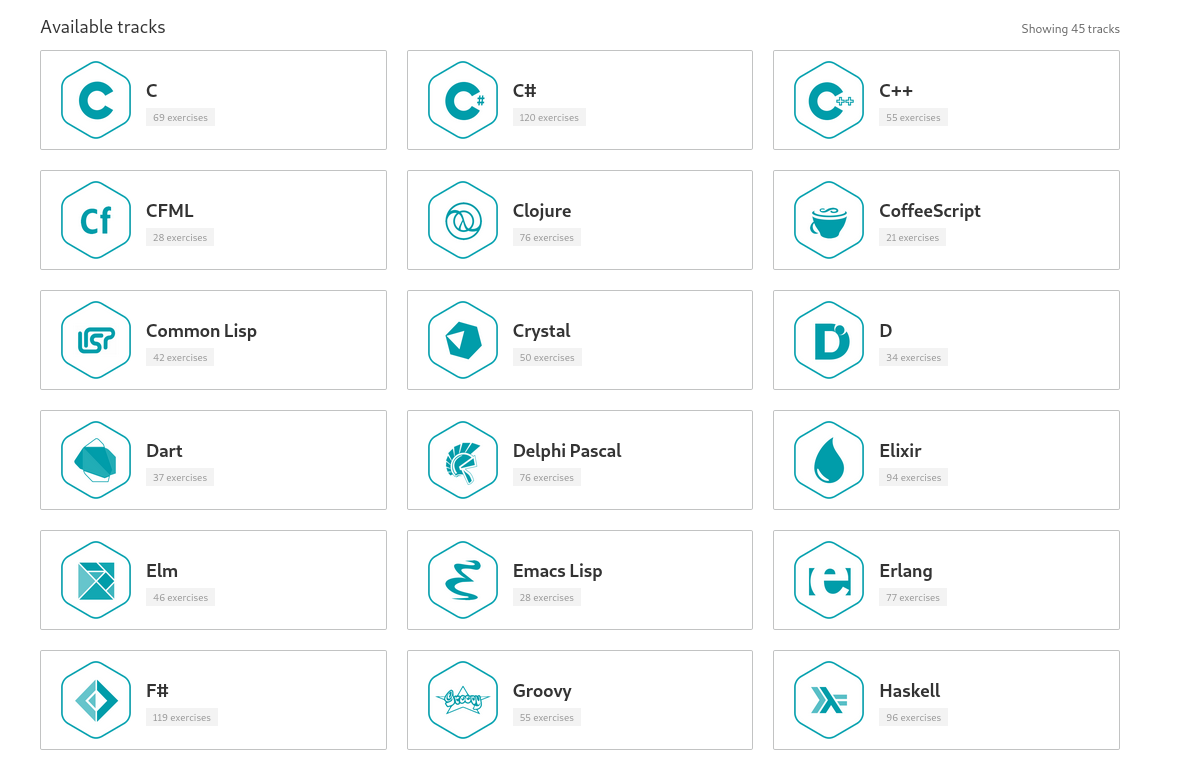 Available tracks
Showing 45 tracks
C
69 exercises
C#
120 exercises
C++
55 exercises
Cf
CFML
28 exercises
Clojure
76 exercises
CoffeeScript
21 exercises
LISP
Common Lisp
42 exercises
Crystal
50 exercises
D
D
34 exercises
Dart
37 exercises
Delphi Pascal
76 exercises
Elixir
94 exercises
Elm
46 exercises
Emacs Lisp
28 exercises
e
Erlang
77 exercises
F#
119 exercises
Groovy
Groovy
55 exercises
Haskell
96 exercises